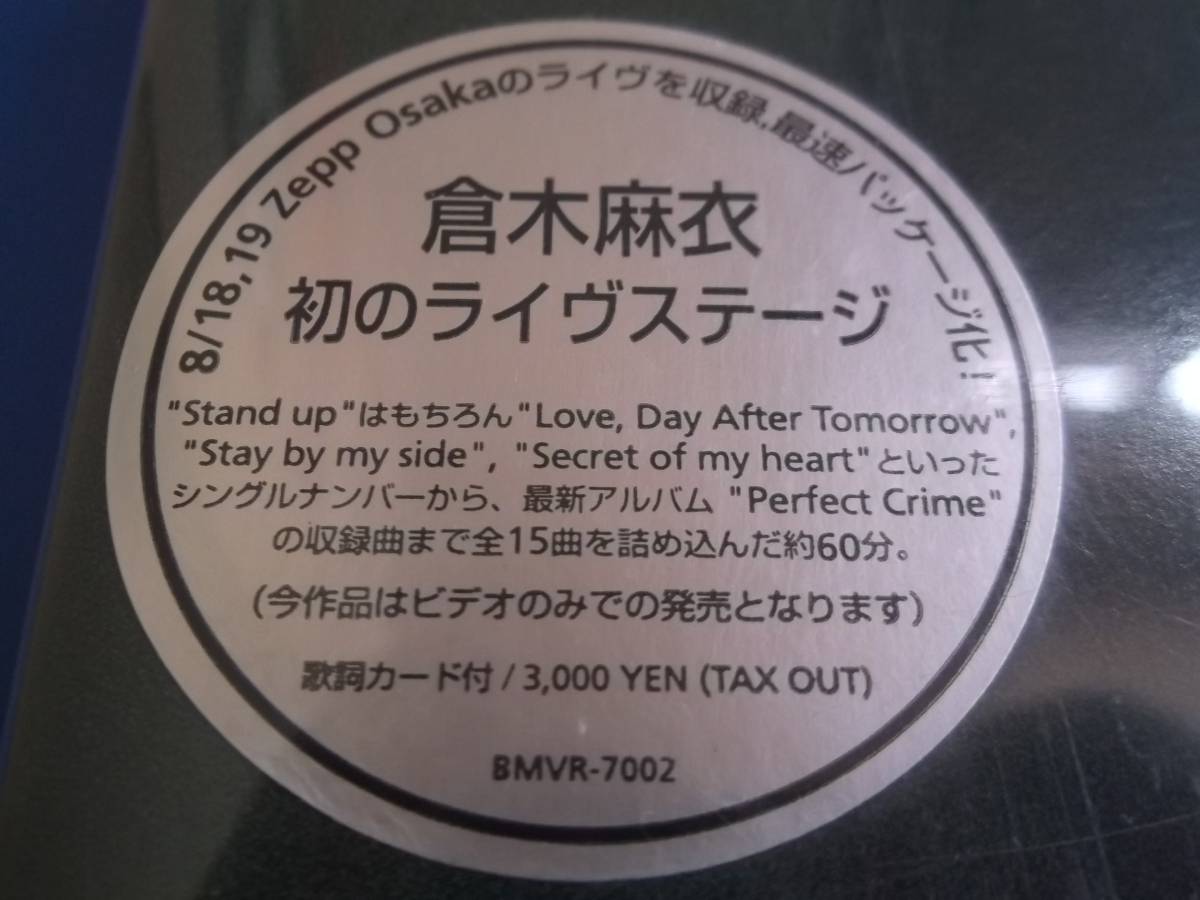 8/18,19 Zepp Osakaのライヴを収録,最速パッケージ化!
倉木麻衣
初のライヴステージ
"Stand up"はもちろん"Love, Day After Tomorrow",
"Stay by my side", "Secret of my heart"といった
シングルナンバーから、最新アルバム "Perfect Crime"
の収録曲まで全15曲を詰め込んだ約60分。
(今作品はビデオのみでの発売となります)
歌詞カード付 / 3,000 YEN (TAX OUT)
BMVR-7002